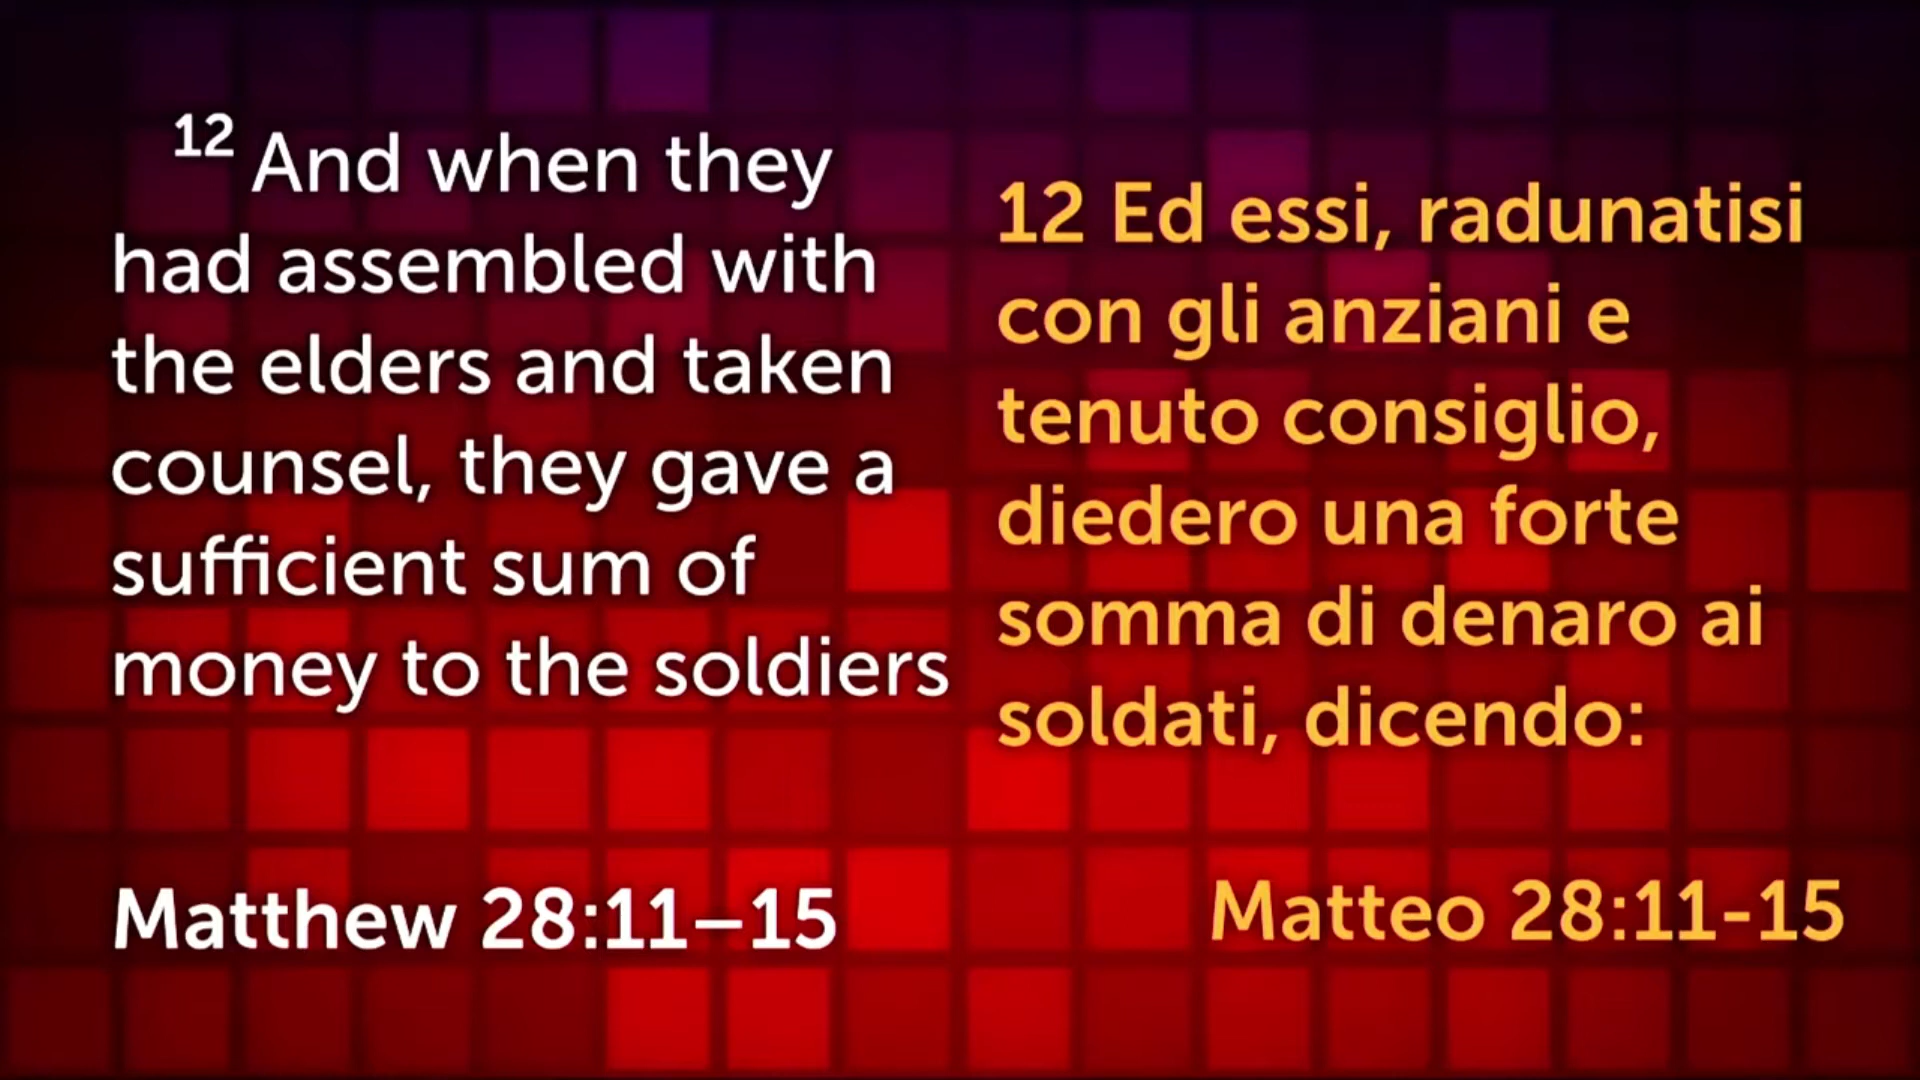 12 And when they
had assembled with
the elders and taken
counsel, they gave a
sufficient sum of
money to the soldiers
Matthew 28:11–15
12 Ed essi, radunatisi
con gli anziani e
tenuto consiglio,
diedero una forte
somma di denaro ai
soldati, dicendo:
Matteo 28:11-15